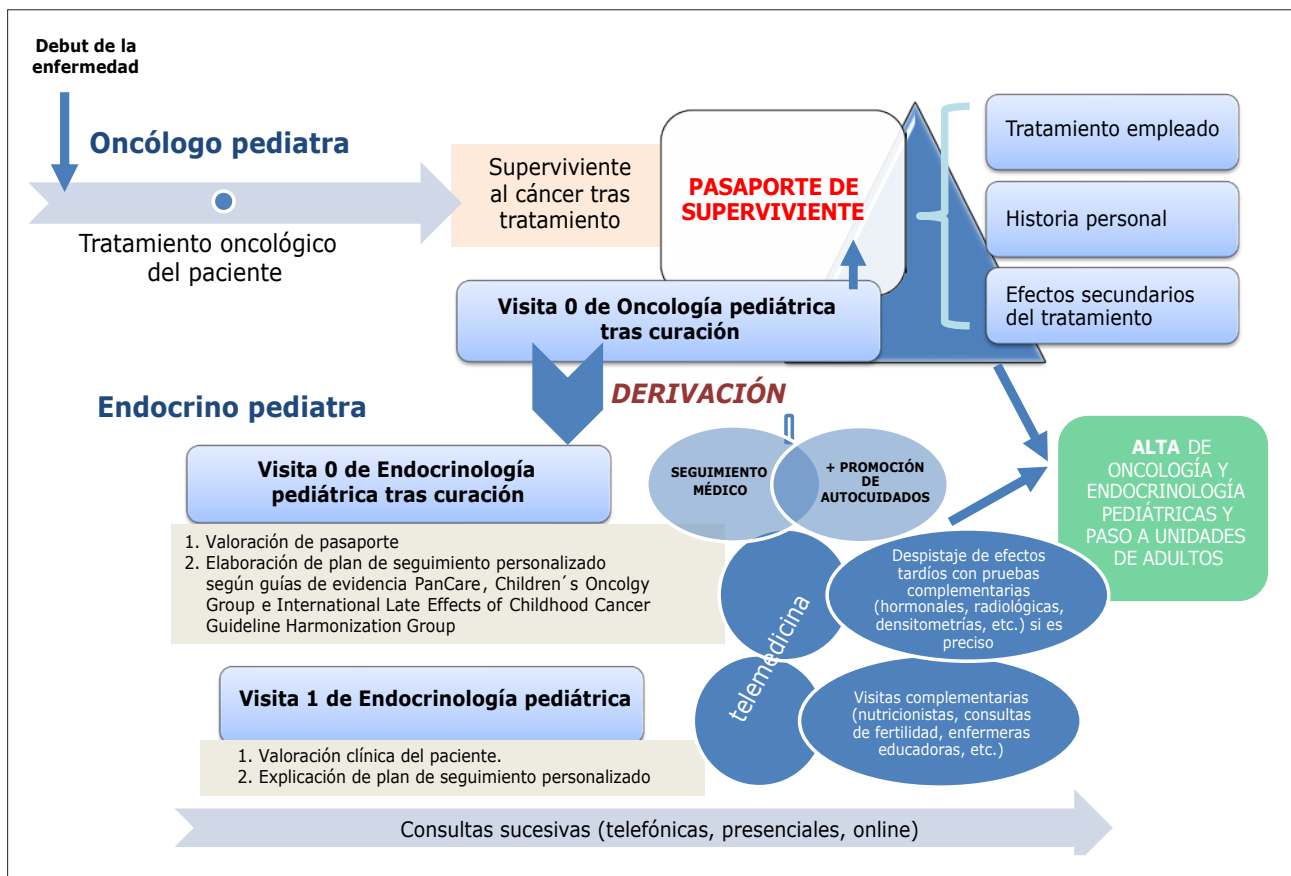 Debut de la
enfermedad
Oncólogo pediatra
Tratamiento oncológico
del paciente
Superviviente
al cáncer tras
tratamiento
PASAPORTE DE
SUPERVIVIENTE
Tratamiento empleado
Historia personal
Efectos secundarios
del tratamiento
Visita 0 de Oncología pediátrica
tras curación
DERIVACIÓN
Endocrino pediatra
Visita 0 de Endocrinología
pediátrica tras curación
1. Valoración de pasaporte
2. Elaboración de plan de seguimiento personalizado
según guías de evidencia PanCare, Children´s Oncolgy
Group e International Late Effects of Childhood Cancer
Guideline Harmonization Group
SEGUIMIENTO
MÉDICO
+ PROMOCIÓN
DE
AUTOCUIDADOS
ALTA DE
ONCOLOGÍA Y
ENDOCRINOLOGÍA
PEDIÁTRICAS Y
PASO A UNIDADES
DE ADULTOS
Despistaje de efectos
tardíos con pruebas
complementarias
(hormonales, radiológicas,
densitometrías, etc.) si es
preciso
telemedicina
Visita 1 de Endocrinología pediátrica
1. Valoración clínica del paciente.
2. Explicación de plan de seguimiento personalizado
Visitas complementarias
(nutricionistas, consultas
de fertilidad, enfermeras
educadoras, etc.)
Consultas sucesivas (telefónicas, presenciales, online)